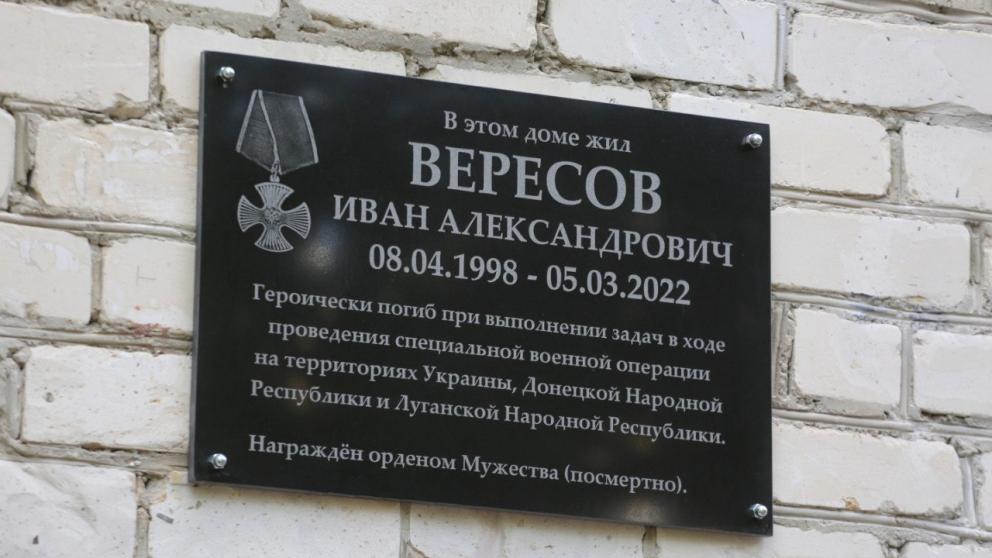 В этом доме жил
ВЕРЕСОВ
ИВАН АЛЕКСАНДРОВИЧ
08.04.1998 - 05.03.2022
Героически погиб при выполнении задач в ходе
проведения специальной военной операции
на территориях Украины, Донецкой Народной
Республики и Луганской Народной Республики.
Награждён орденом Мужества (посмертно).